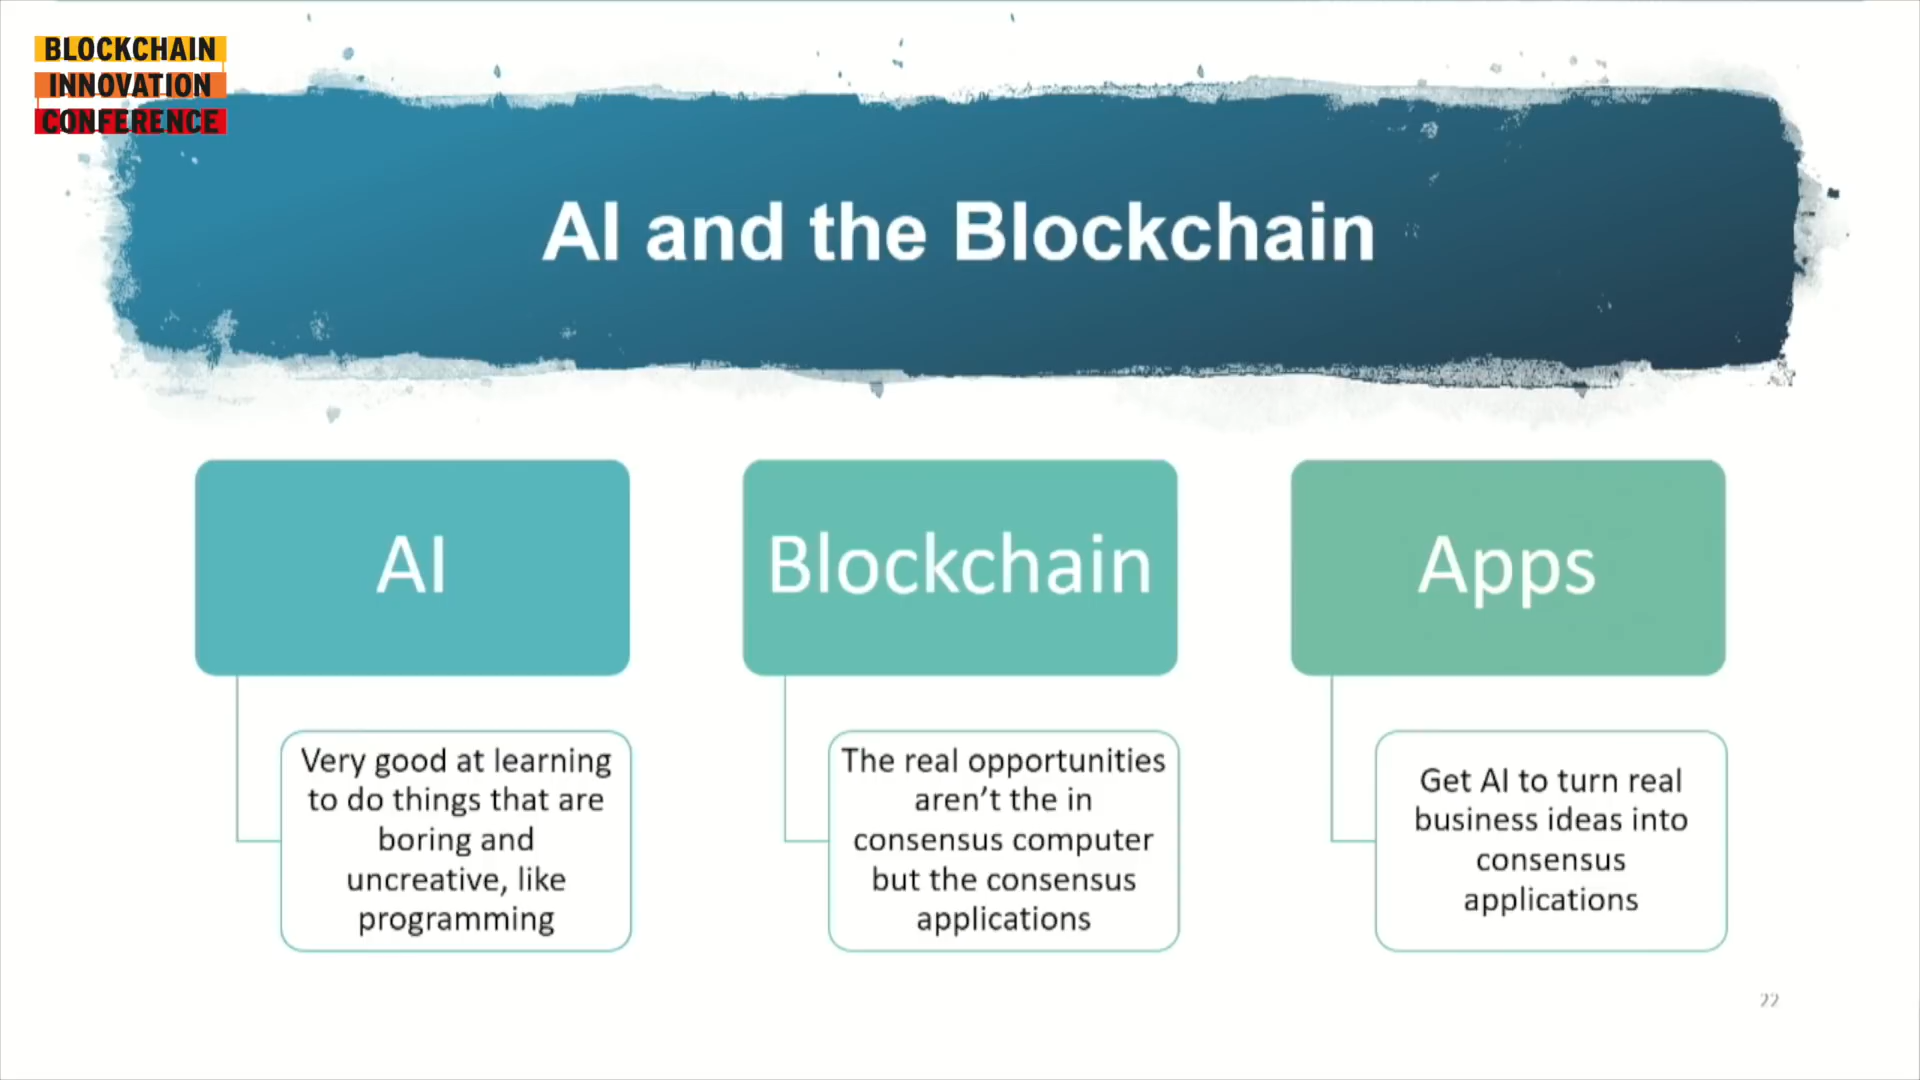 BLOCKCHAIN
INNOVATION
CONFERENCE
AI and the Blockchain
AI
Very good at learning
to do things that are
boring and
uncreative, like
programming
Blockchain
The real opportunities
aren’t the in
consensus computer
but the consensus
applications
Apps
Get AI to turn real
business ideas into
consensus
applications
22